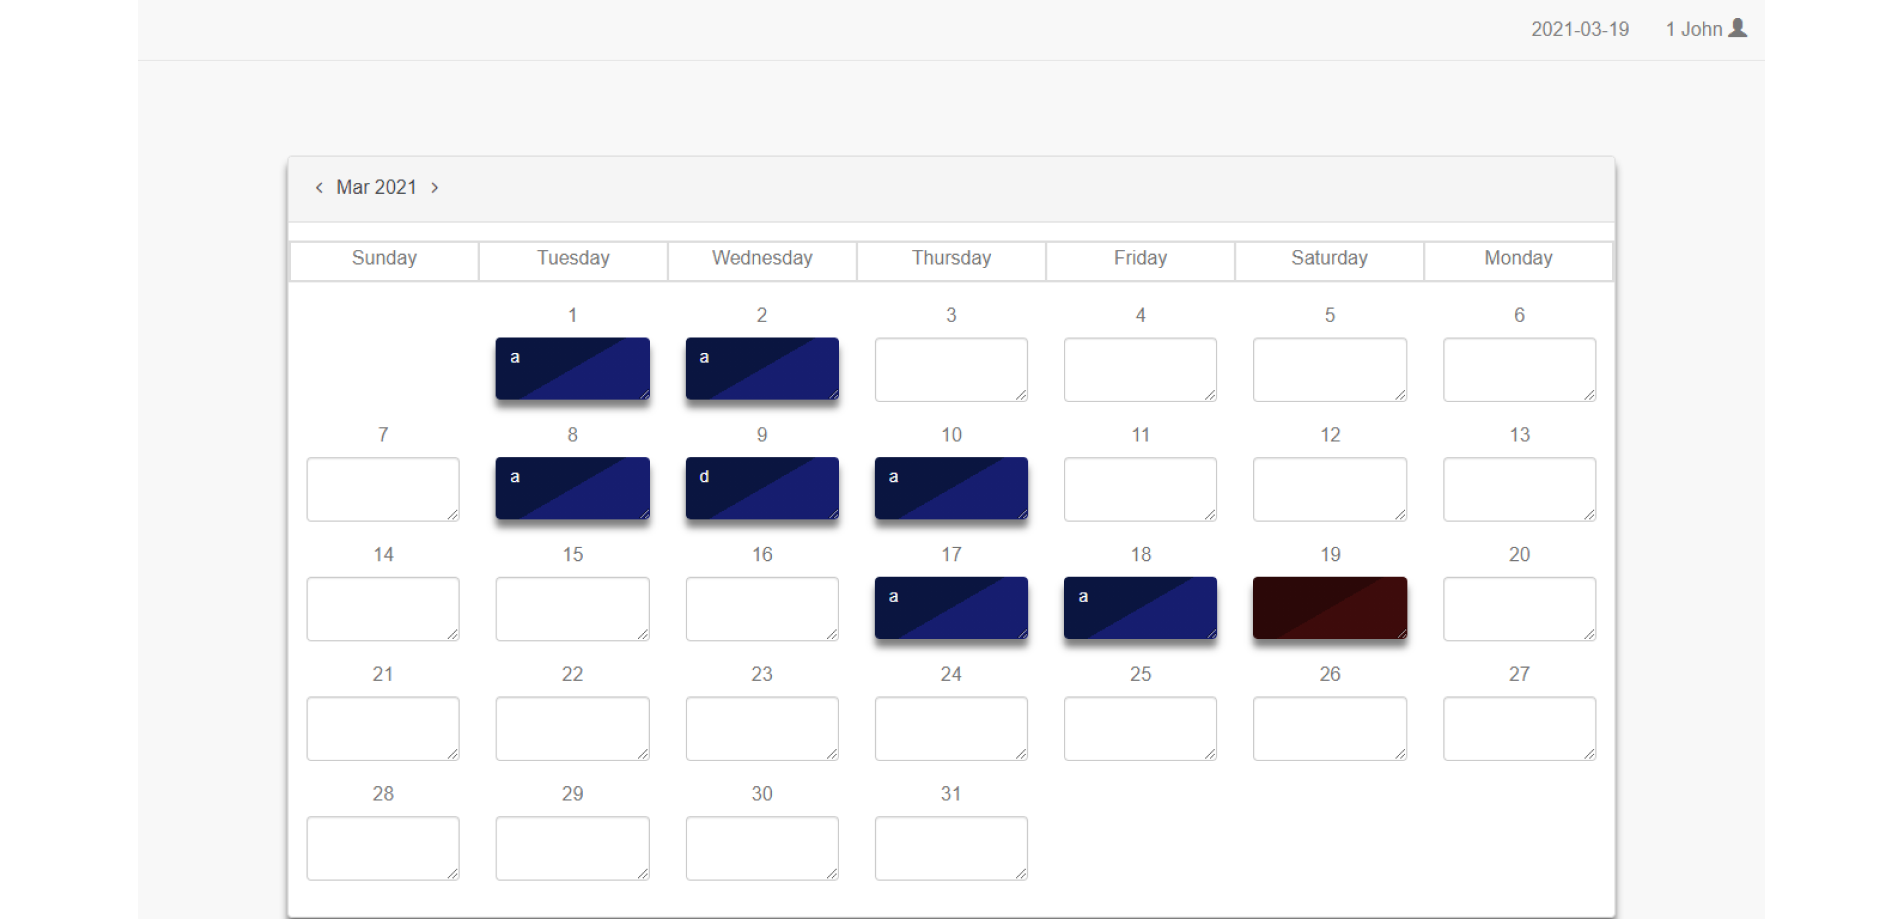 2021-03-19 1 John
< Mar 2021 >
Sunday Tuesday Wednesday Thursday Friday Saturday Monday
1 2 3 4 5 6
a a
7 8 9 10 11 12 13
a d a
14 15 16 17 18 19 20
a a
21 22 23 24 25 26 27
28 29 30 31